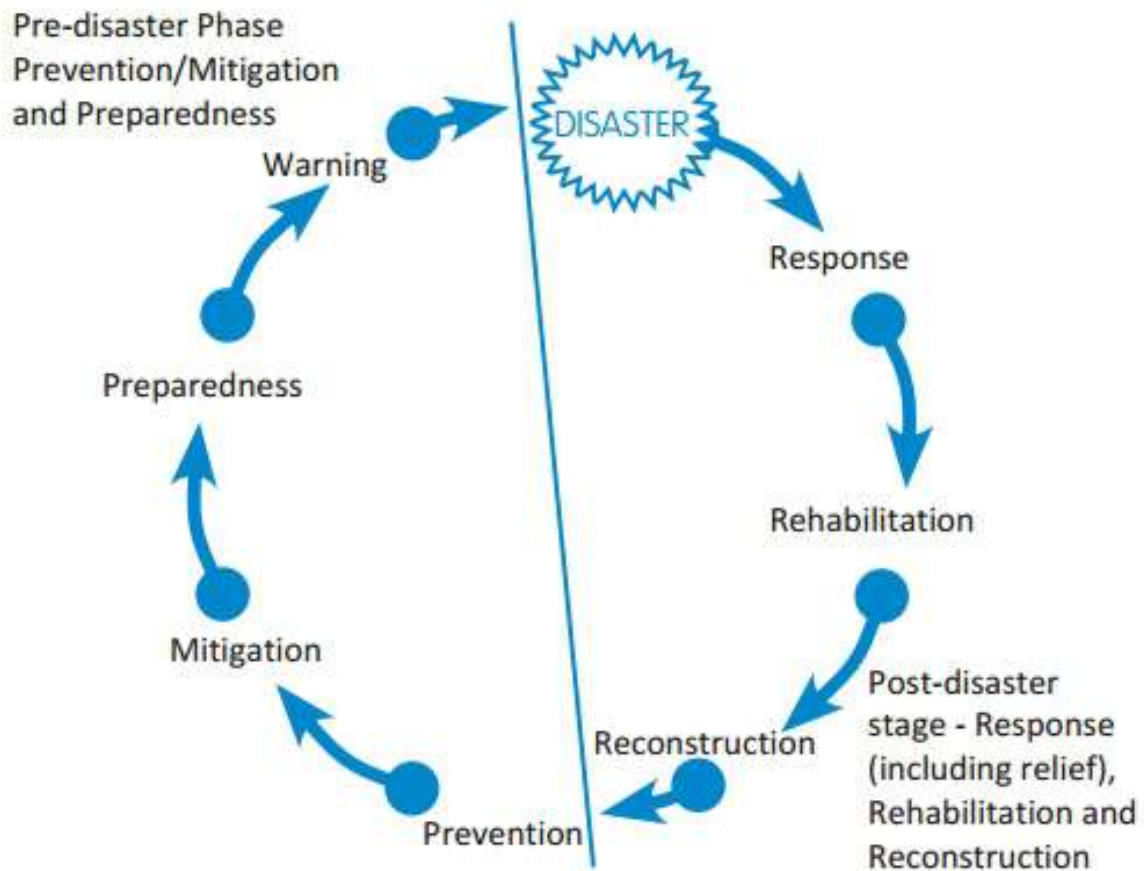 Pre-disaster Phase
Prevention/Mitigation
and Preparedness
DISASTER
Warning
Response
Preparedness
Rehabilitation
Mitigation
Post-disaster
stage - Response
(including relief),
Rehabilitation and
Reconstruction
Reconstruction
Prevention